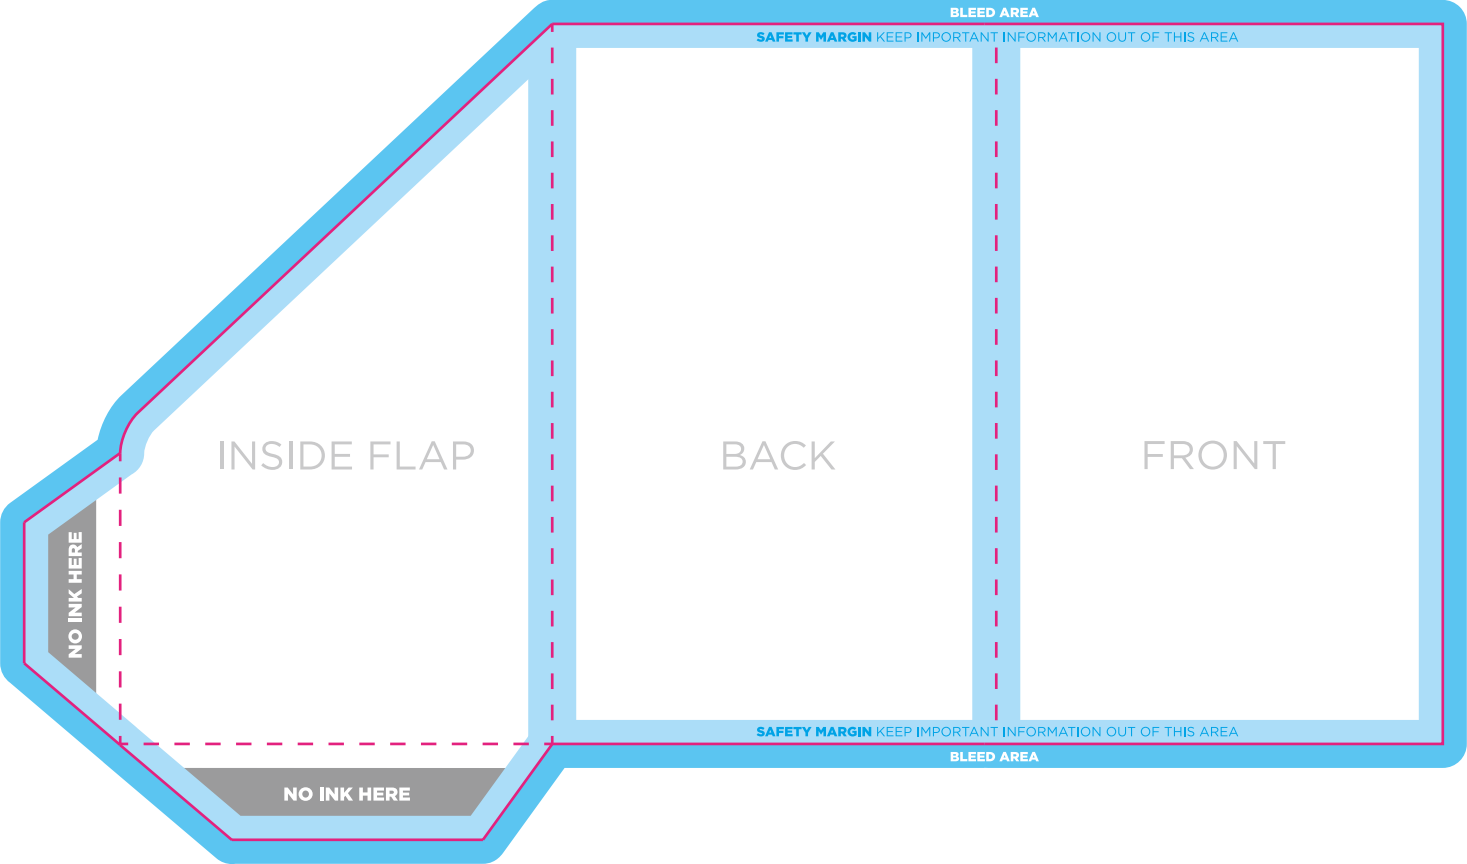 BLEED AREA
SAFETY MARGIN KEEP IMPORTANT INFORMATION OUT OF THIS AREA
INSIDE FLAP
BACK
FRONT
NO INK HERE
SAFETY MARGIN KEEP IMPORTANT INFORMATION OUT OF THIS AREA
BLEED AREA
NO INK HERE